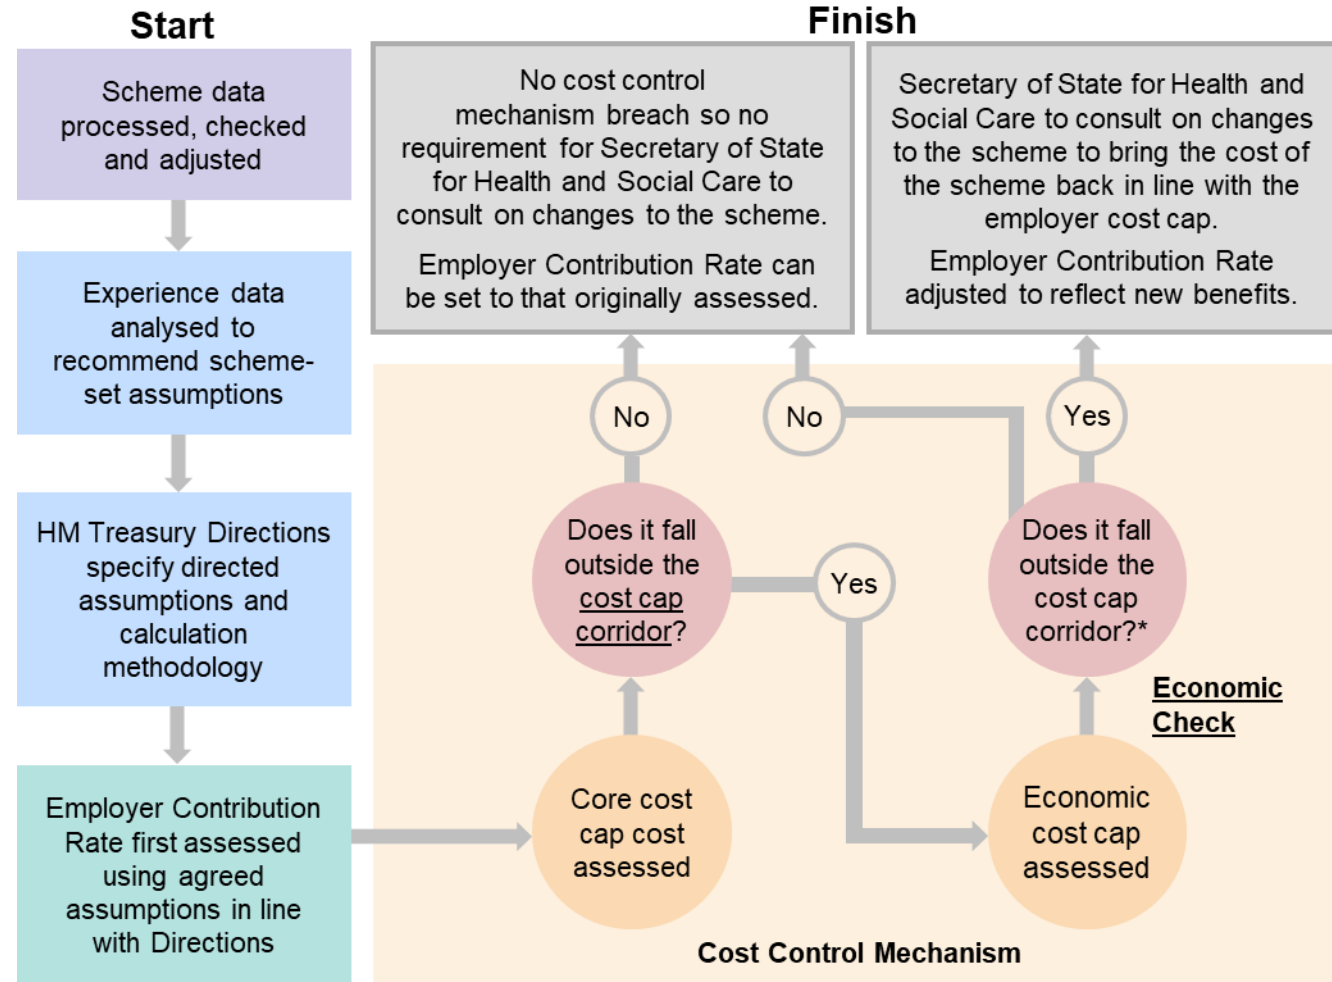 Start
Scheme data
processed, checked
and adjusted
Experience data
analysed to
recommend scheme-
set assumptions
HM Treasury Directions
specify directed
assumptions and
calculation
methodology
Employer Contribution
Rate first assessed
using agreed
assumptions in line
with Directions
Finish
No cost control
mechanism breach so no
requirement for Secretary of State
for Health and Social Care to
consult on changes to the scheme.
Employer Contribution Rate can
be set to that originally assessed.
Secretary of State for Health and
Social Care to consult on changes
to the scheme to bring the cost of
the scheme back in line with the
employer cost cap.
Employer Contribution Rate
adjusted to reflect new benefits.
No
No
Yes
Does it fall
outside the
cost cap
corridor?
Yes
Does it fall
outside the
cost cap
corridor?*
Economic
Check
Core cost
cap cost
assessed
Economic
cost cap
assessed
Cost Control Mechanism